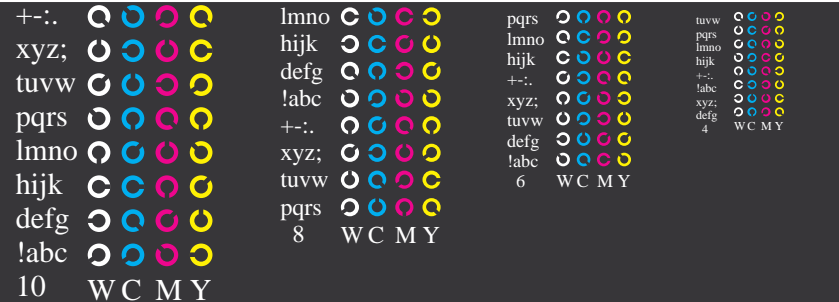 +-:.
xyz;
tuvw
pqrs
lmno
hijk
defg
!abc
10 W C M Y
lmno
hijk
defg
!abc
+-:.
xyz;
tuvw
pqrs
8 W C M Y
pqrs
lmno
hijk
+-:.
xyz;
tuvw
defg
!abc
6 W C M Y
tuvw
pqrs
lmno
hijk
+-:.
!abc
xyz;
defg
4 W C M Y